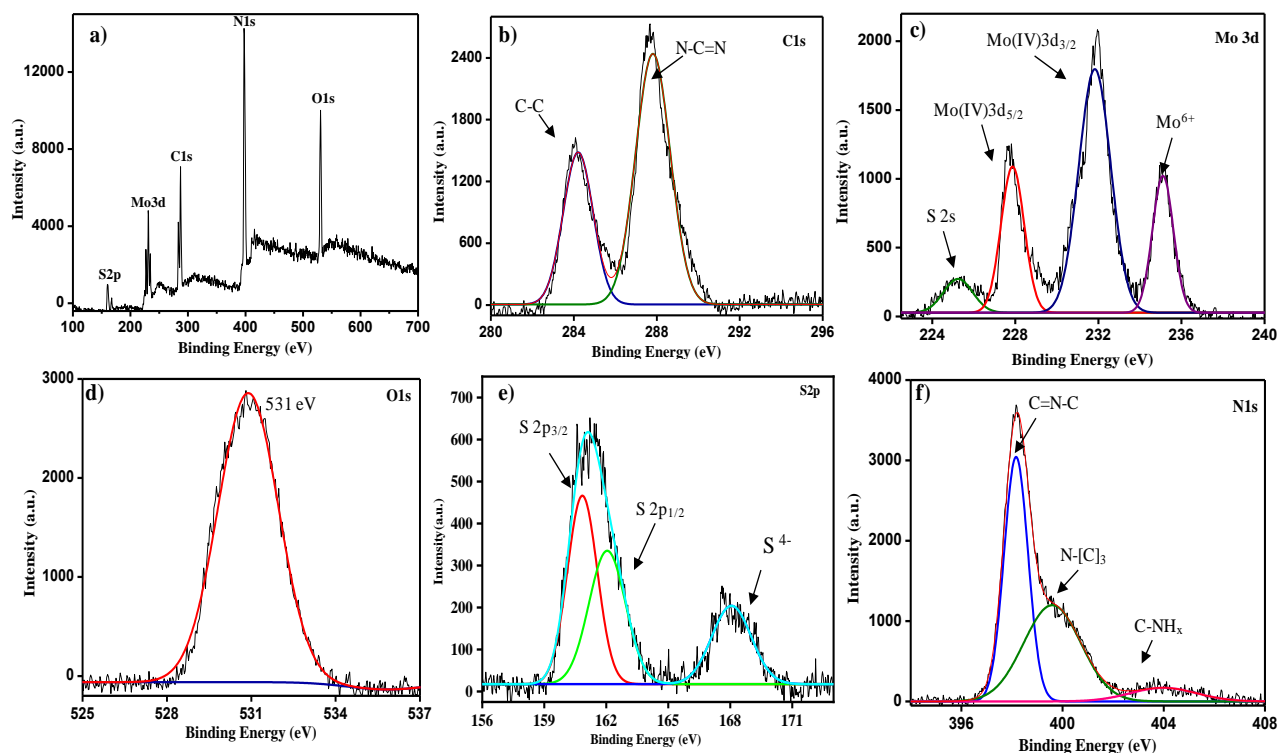 a)
N1s
O1s
C1s
Mo3d
S2p
12000
8000
4000
0
Intensity (a.u.)
100 200 300 400 500 600 700
Binding Energy (eV)
b)
C1s
N-C=N
C-C
2400
1800
1200
600
0
Intensity (a.u.)
280 284 288 292 296
Binding Energy (eV)
c)
Mo 3d
Mo(IV)3d3/2
Mo(IV)3d5/2
Mo6+
S 2s
2000
1500
1000
500
0
Intensity (a.u.)
224 228 232 236 240
Binding Energy (eV)
d)
O1s
531 eV
3000
2000
1000
0
Intensity (a.u.)
525 528 531 534 537
Binding Energy (eV)
e)
S2p
S 2p3/2
S 2p1/2
S 4-
700
600
500
400
300
200
100
0
Intensity (a.u.)
156 159 162 165 168 171
Binding Energy (eV)
f)
N1s
C=N-C
N-[C]3
C-NHx
4000
3000
2000
1000
0
Intensity (a.u.)
396 400 404 408
Binding Energy (eV)